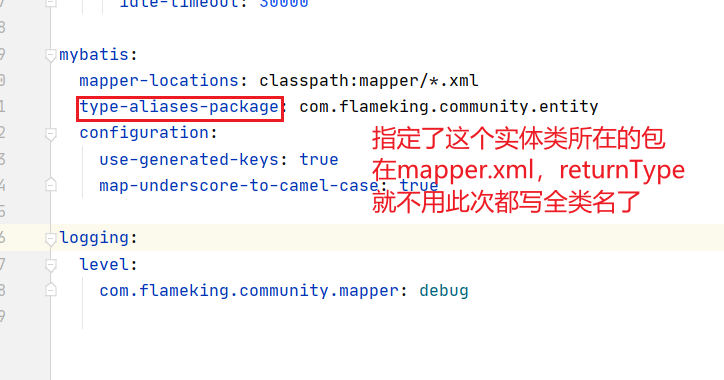 7 idle-timeout: 30000
8
9 mybatis:
0 mapper-locations: classpath:mapper/*.xml
1 type-aliases-package: com.flameking.community.entity
2 configuration:
指定了这个实体类所在的包
3 use-generated-keys: true
在mapper.xml，returnType
4 map-underscore-to-camel-case: true
就不用此次都写全类名了
5
6 logging:
7 level:
8 com.flameking.community.mapper: debug
9